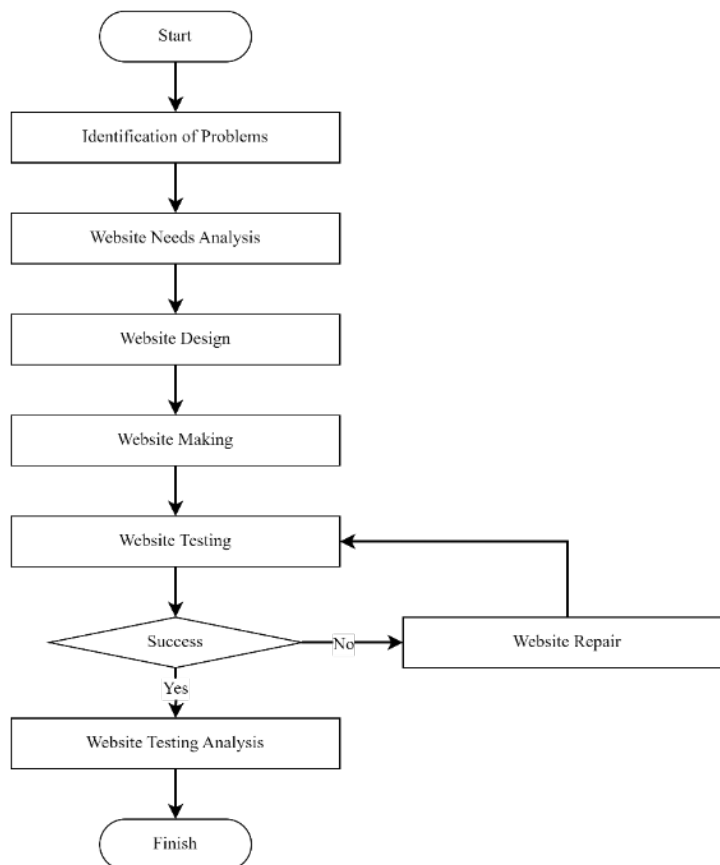 Start
Identification of Problems
Website Needs Analysis
Website Design
Website Making
Website Testing
Success
No
Website Repair
Yes
Website Testing Analysis
Finish